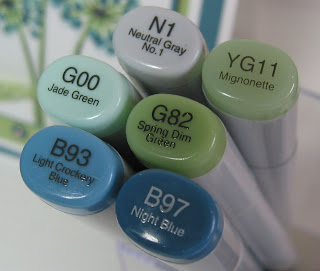 N1
Neutral Gray
No.1
YG11
Mignonette
G00
Jade Green
G82
Spring Dim
Green
B93
Light Crockery
Blue
B97
Night Blue